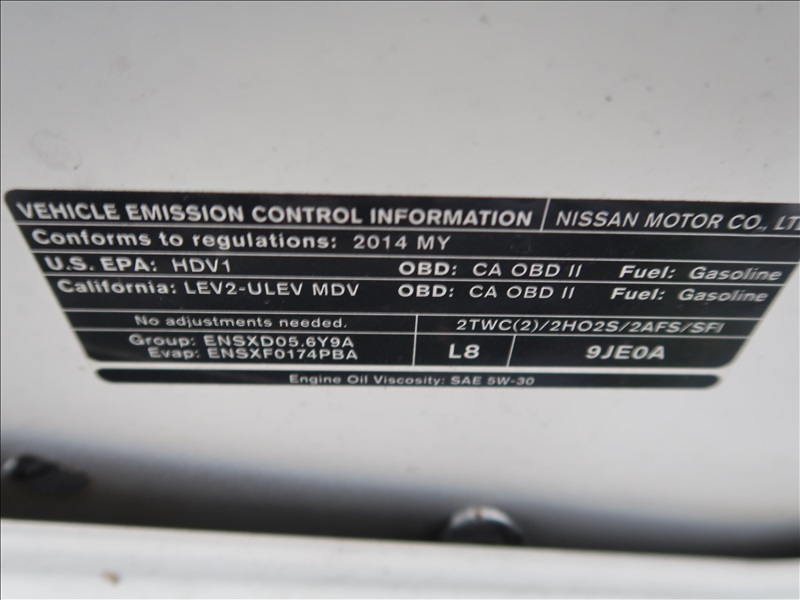 VEHICLE EMISSION CONTROL INFORMATION NISSAN MOTOR CO., LT
Conforms to regulations: 2014 MY
U.S. EPA: HDV1 OBD: CA OBD II Fuel: Gasoline
California: LEV2-ULEV MDV OBD: CA OBD II Fuel: Gasoline
No adjustments needed. 2TWC(2)/2HO2S/2AFS/SFI
Group: ENSXD05.6Y9A
Evap: ENSXF0174PBA L8 9JE0A
Engine Oil Viscosity: SAE 5W-30